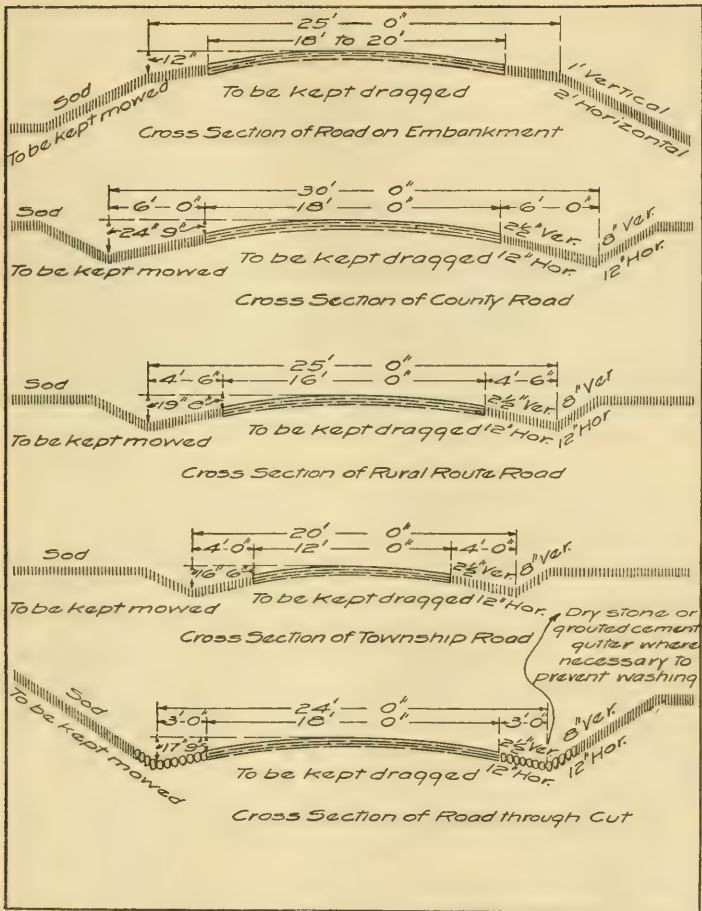 25' — 0"
18' to 20'
12"
Sod
To be kept mowed
To be kept dragged
1' Vertical
2' Horizontal
Cross Section of Road on Embankment
30' — 0"
6' — 0" 18' — 0" 6' — 0"
Sod
24" 9"
2½" Ver.
12" Hor.
8" Ver.
12" Hor.
To be kept mowed
To be kept dragged
Cross Section of County Road
25' — 0"
4' - 6" 16' — 0" 4' - 6"
Sod
19" 8"
2½" Ver.
12" Hor.
8" Ver
12" Hor
To be kept mowed
To be kept dragged
Cross Section of Rural Route Road
20' — 0"
4' - 0" 12' — 0" 4' - 0"
Sod
16" 6"
2½" Ver.
12" Hor.
8" Ver.
To be kept mowed
To be kept dragged
Cross Section of Township Road
Dry stone or
grouted cement
gutter where
necessary to
prevent washing
24' — 0"
3' - 0" 18' — 0" 3' - 0"
Sod
To be kept mowed
17" 9"
2½" Ver
12" Hor.
8" Ver.
12" Hor.
To be kept dragged
Cross Section of Road through Cut